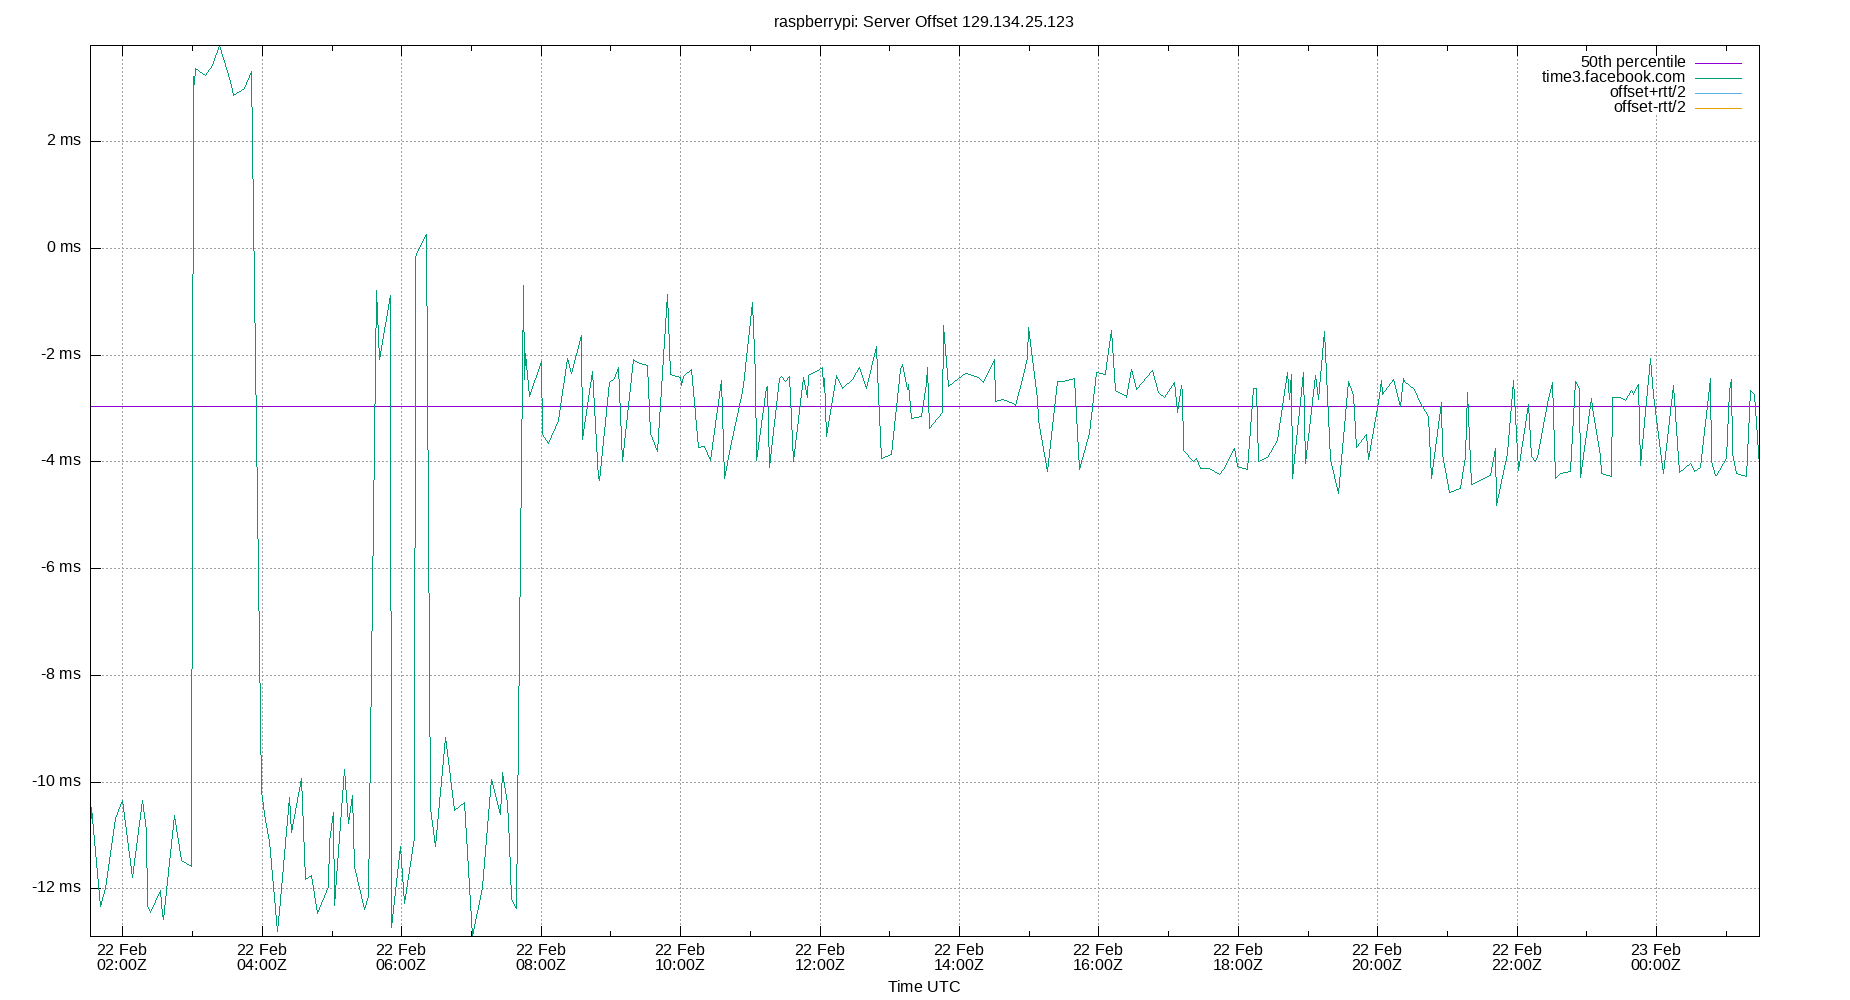 raspberrypi: Server Offset 129.134.25.123
50th percentile
time3.facebook.com
offset+rtt/2
offset-rtt/2
2 ms
0 ms
-2 ms
-4 ms
-6 ms
-8 ms
-10 ms
-12 ms
22 Feb 22 Feb 22 Feb 22 Feb 22 Feb 22 Feb 22 Feb 22 Feb 22 Feb 22 Feb 22 Feb 23 Feb
02:00Z 04:00Z 06:00Z 08:00Z 10:00Z 12:00Z 14:00Z 16:00Z 18:00Z 20:00Z 22:00Z 00:00Z
Time UTC